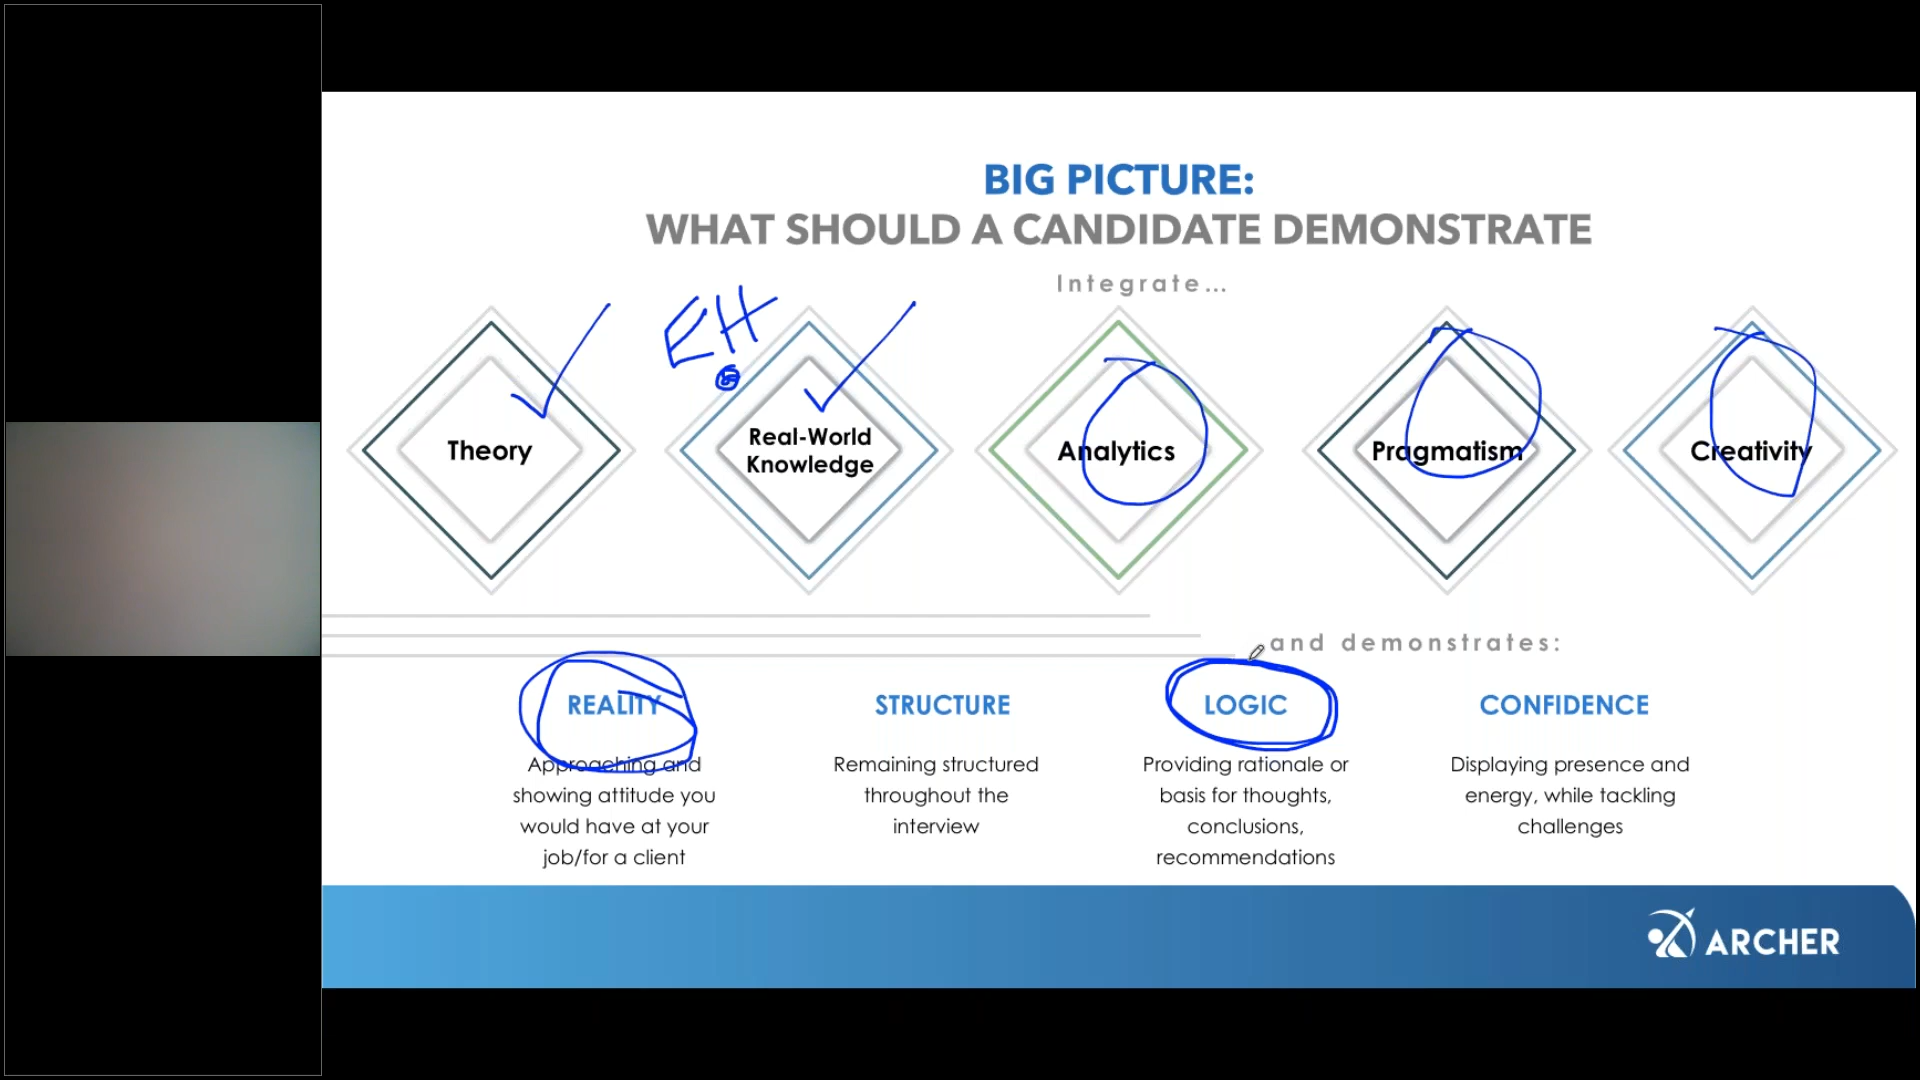 BIG PICTURE:
WHAT SHOULD A CANDIDATE DEMONSTRATE
Integrate...
EH
Theory
Real-World
Knowledge
Analytics
Pragmatism
Creativity
and demonstrates:
REALITY
Approaching and
showing attitude you
would have at your
job/for a client
STRUCTURE
Remaining structured
throughout the
interview
LOGIC
Providing rationale or
basis for thoughts,
conclusions,
recommendations
CONFIDENCE
Displaying presence and
energy, while tackling
challenges
ARCHER